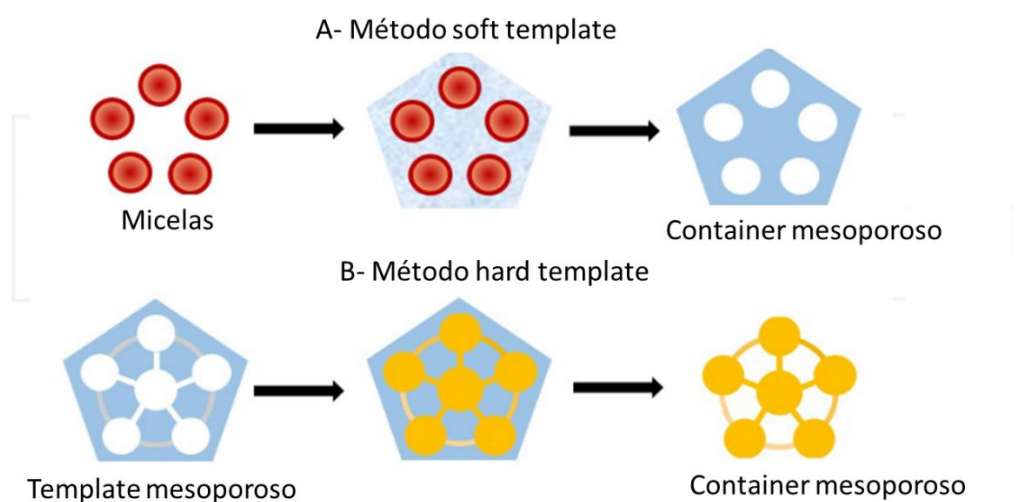 A- Método soft template
Micelas
Container mesoporoso
B- Método hard template
Template mesoporoso
Container mesoporoso